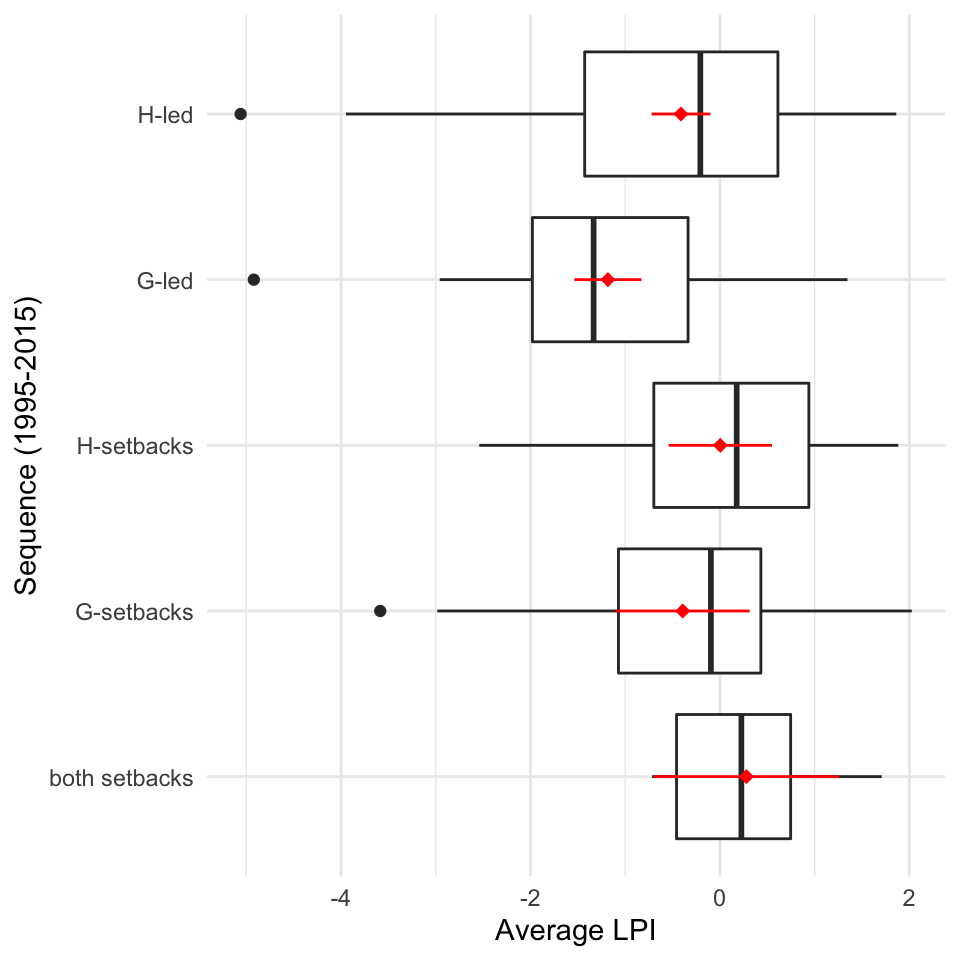 H-led
G-led
H-setbacks
G-setbacks
both setbacks
Sequence (1995-2015)
-4
-2
0
2
Average LPI